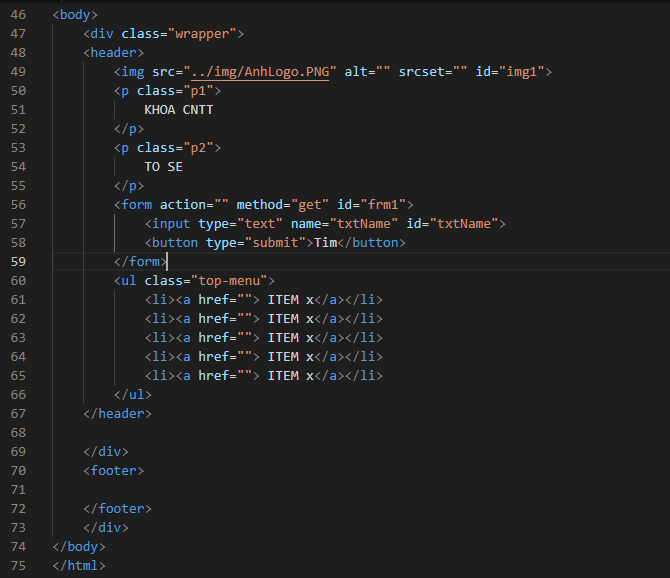 46 <body>
47     <div class="wrapper">
48     <header>
49         <img src="../img/AnhLogo.PNG" alt="" srcset="" id="img1">
50         <p class="p1">
51             KHOA CNTT
52         </p>
53         <p class="p2">
54             TO SE
55         </p>
56         <form action="" method="get" id="frm1">
57             <input type="text" name="txtName" id="txtName">
58             <button type="submit">Tim</button>
59         </form>
60         <ul class="top-menu">
61             <li><a href=""> ITEM x</a></li>
62             <li><a href=""> ITEM x</a></li>
63             <li><a href=""> ITEM x</a></li>
64             <li><a href=""> ITEM x</a></li>
65             <li><a href=""> ITEM x</a></li>
66         </ul>
67     </header>
68
69     </div>
70     <footer>
71
72     </footer>
73     </div>
74 </body>
75 </html>